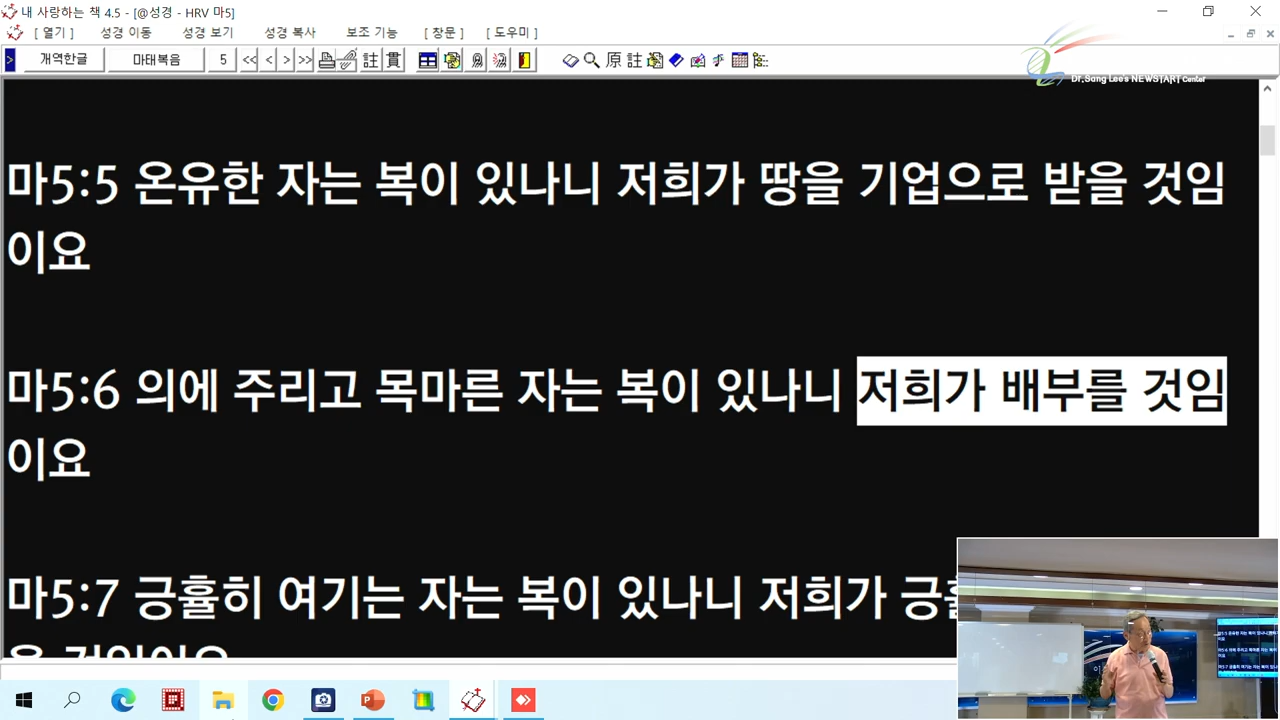 내 사랑하는 책 4.5 - [@성경 - HRV 마5]
[ 열기 ] 성경 이동 성경 보기 성경 복사 보조 기능 [ 창문 ] [ 도우미 ]
개역한글 마태복음 5 << < > >> 註 貫 原 註
Dr.Sang Lee's NEWSTART Center
마5:5 온유한 자는 복이 있나니 저희가 땅을 기업으로 받을 것임
이요
마5:6 의에 주리고 목마른 자는 복이 있나니 저희가 배부를 것임
이요
마5:7 긍휼히 여기는 자는 복이 있나니 저희가 긍휼